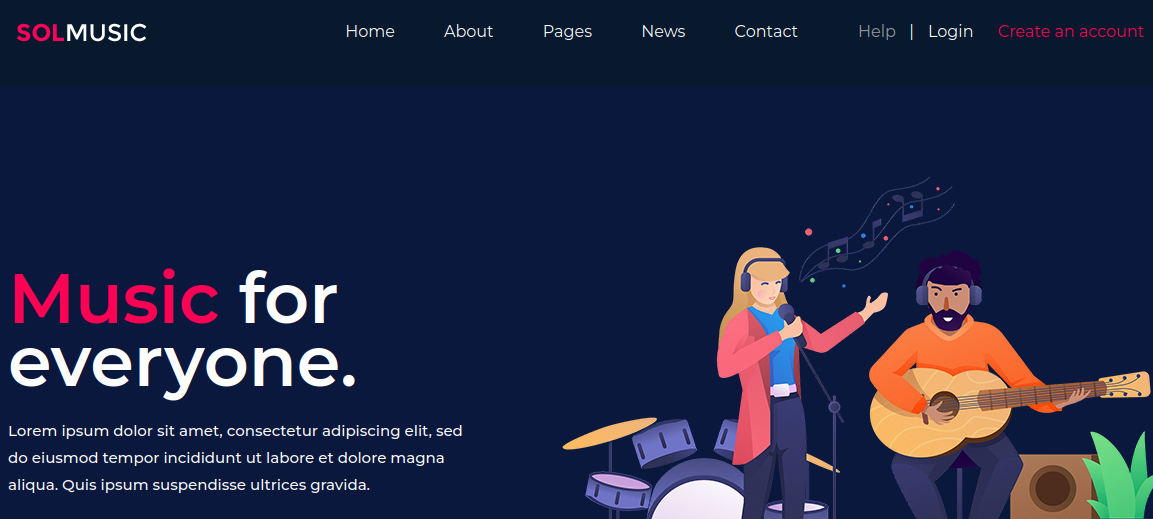 SOLMUSIC Home About Pages News Contact Help | Login Create an account
Music for
everyone.
Lorem ipsum dolor sit amet, consectetur adipiscing elit, sed
do eiusmod tempor incididunt ut labore et dolore magna
aliqua. Quis ipsum suspendisse ultrices gravida.